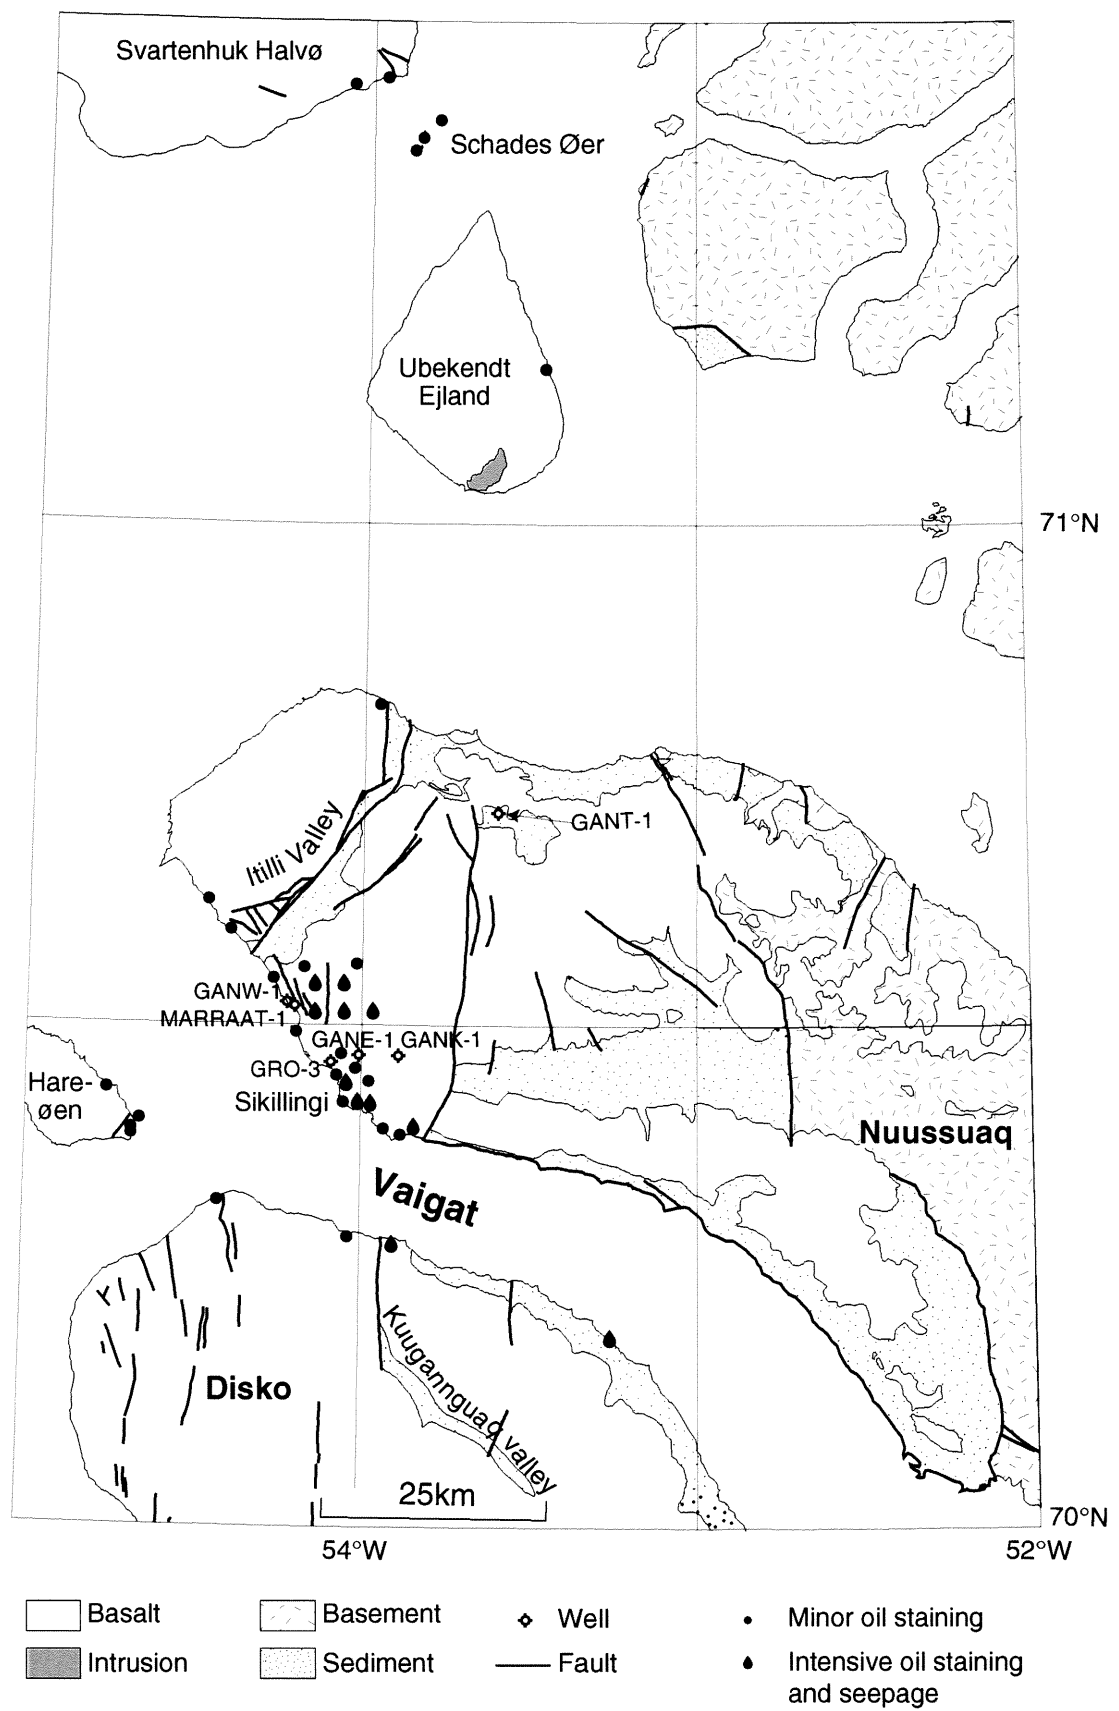 Svartenhuk Halvø
Schades Øer
Ubekendt
Ejland
71°N
Itilli Valley
GANT-1
GANW-1
MARRAAT-1
GANE-1
GANK-1
GRO-3
Hare-
øen
Sikillingi
Nuussuaq
Vaigat
Kuugannguaq valley
Disko
25km
70°N
54°W
52°W
Basalt
Basement
Well
Minor oil staining
Intrusion
Sediment
Fault
Intensive oil staining
and seepage